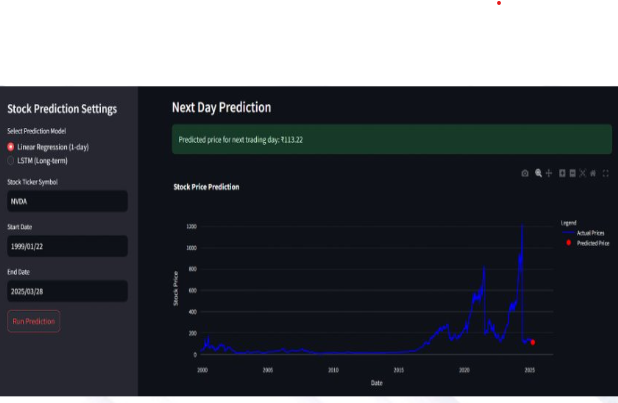 Stock Prediction Settings
Select Prediction Model
Linear Regression (1-day)
LSTM (Long-term)
Stock Ticker Symbol
NVDA
Start Date
1999/01/22
End Date
2025/03/28
Run Prediction
Next Day Prediction
Predicted price for next trading day: ₹113.22
Stock Price Prediction
Stock Price
1200
1000
800
600
400
200
0
2000 2005 2010 2015 2020 2025
Date
Legend
Actual Prices
Predicted Price